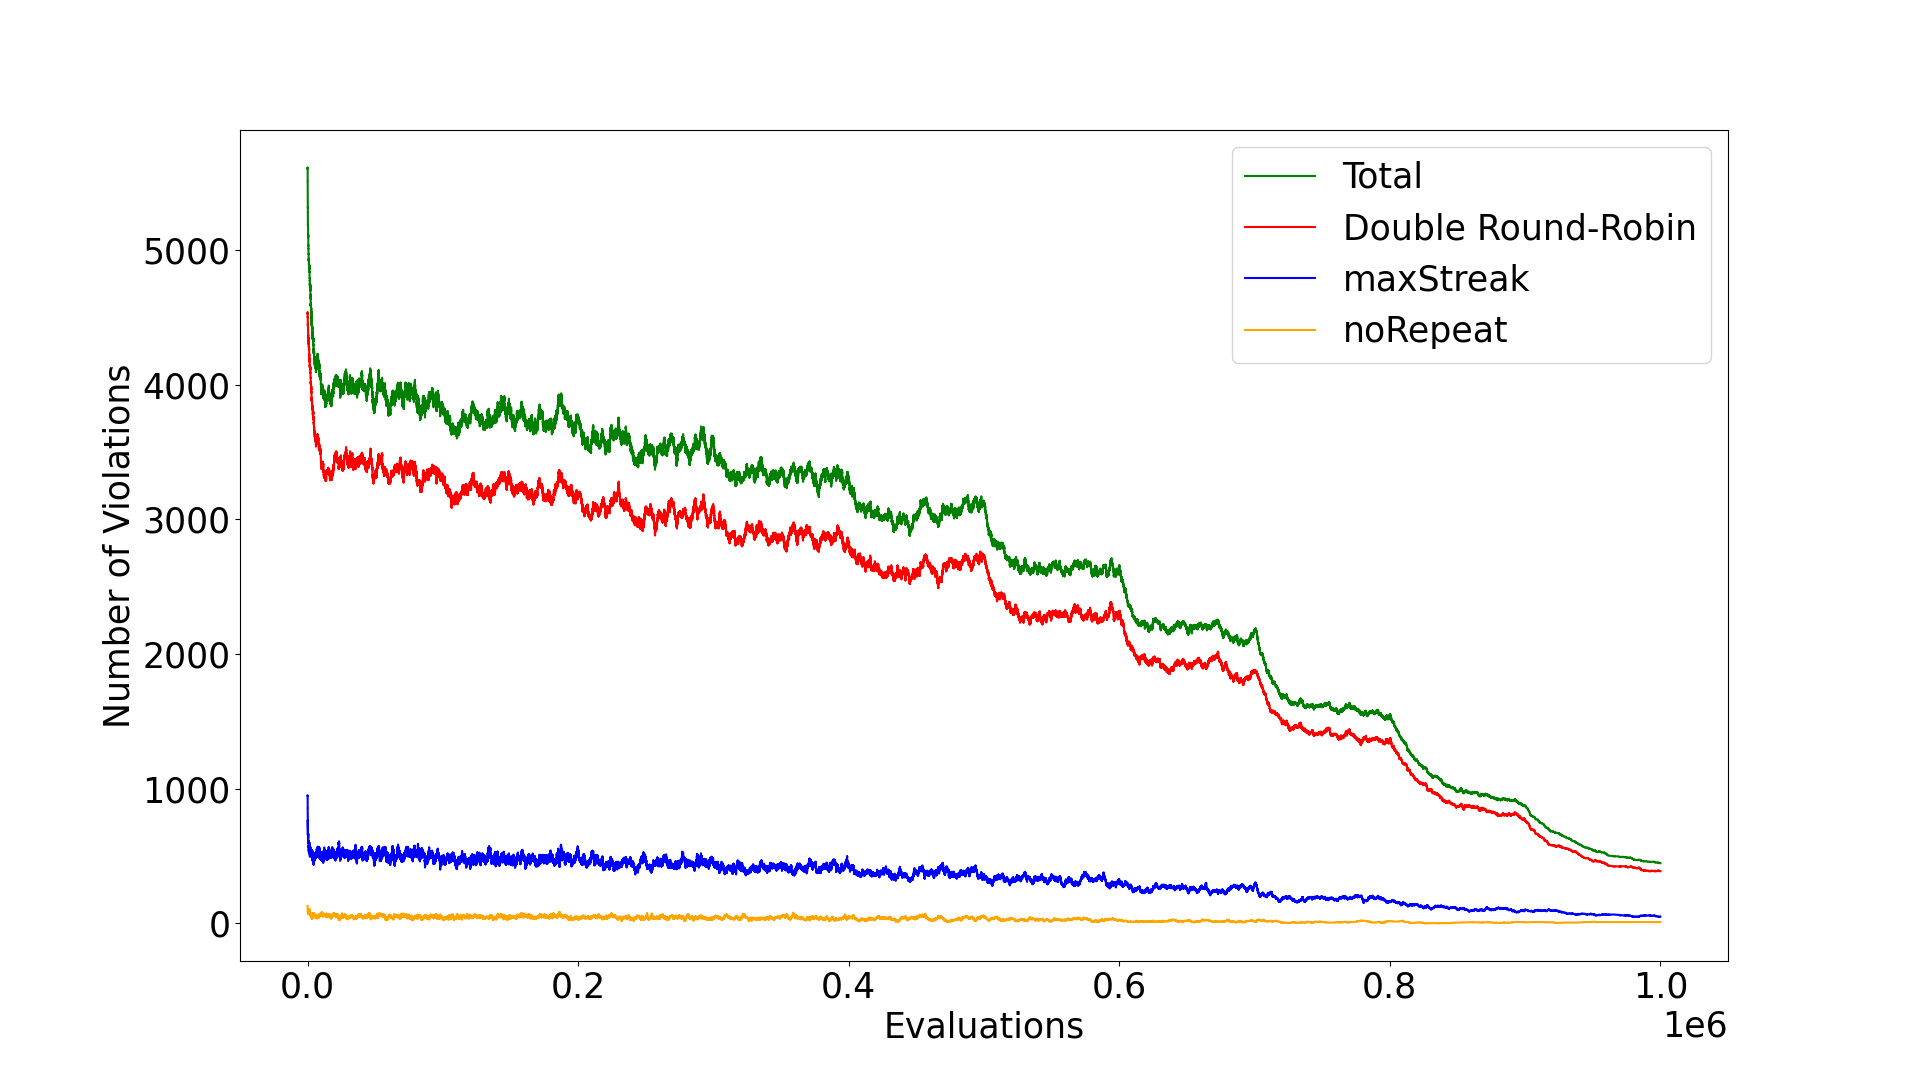 Total
Double Round-Robin
maxStreak
noRepeat
Number of Violations
5000
4000
3000
2000
1000
0
0.0 0.2 0.4 0.6 0.8 1.0
Evaluations
1e6